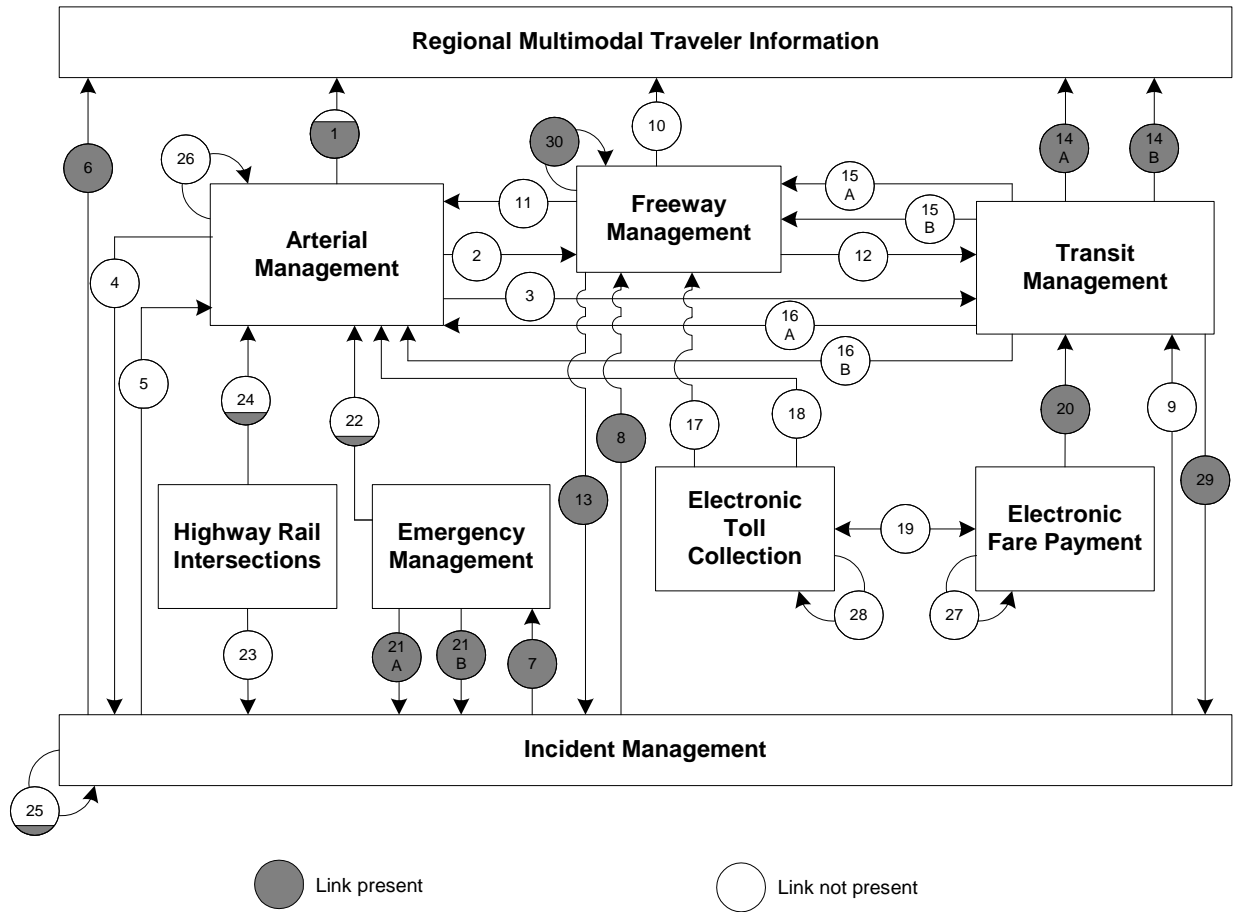 Regional Multimodal Traveler Information
6
26
1
30
10
14
A
14
B
15
A
15
B
11
Arterial
Management
Freeway
Management
Transit
Management
2
12
3
4
5
16
A
16
B
24
22
8
17
18
20
9
13
29
Highway Rail
Intersections
Emergency
Management
Electronic
Toll
Collection
19
Electronic
Fare Payment
28
27
23
21
A
21
B
7
Incident Management
25
Link present
Link not present